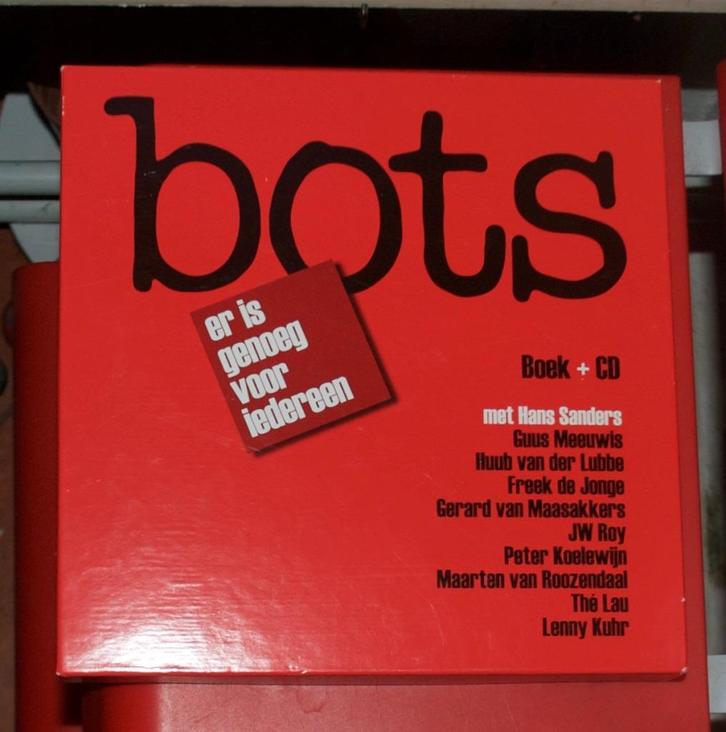 bots
er is
genoeg
voor
iedereen
Boek + CD
met Hans Sanders
Guus Meeuwis
Huub van der Lubbe
Freek de Jonge
Gerard van Maasakkers
JW Roy
Peter Koelewijn
Maarten van Roozendaal
Thé Lau
Lenny Kuhr